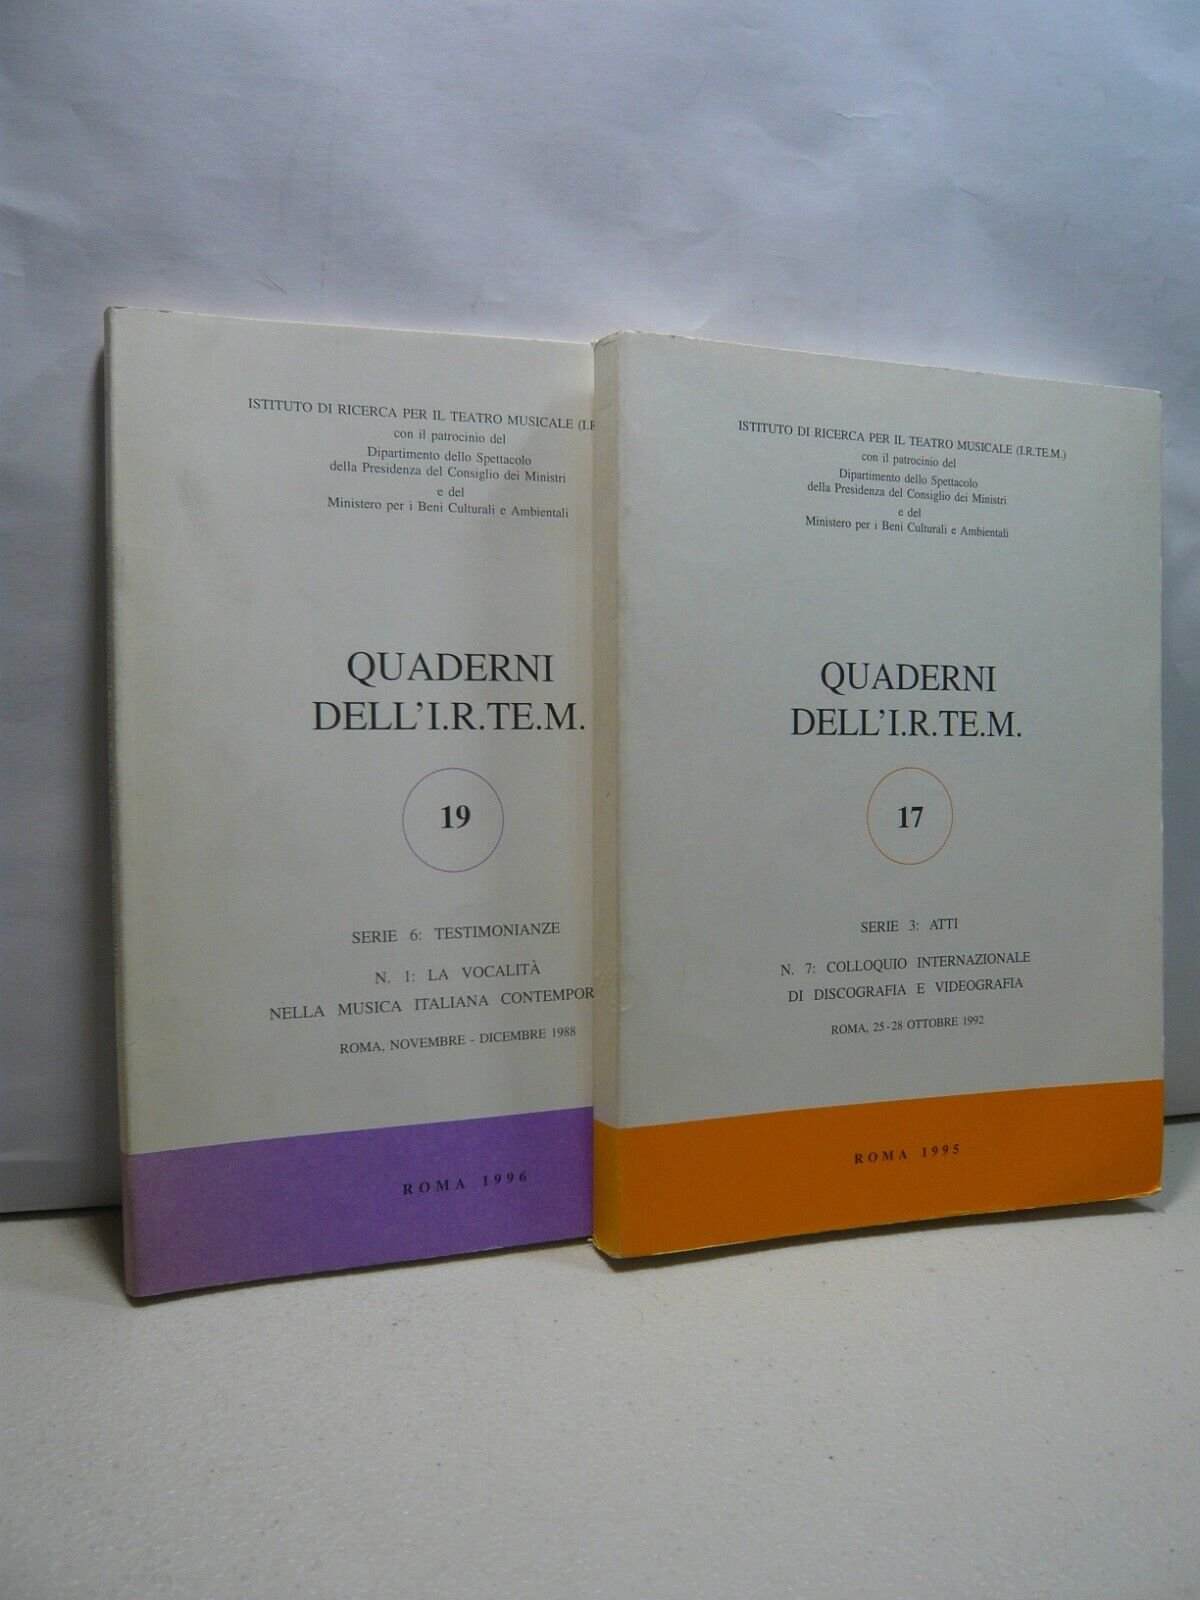 ISTITUTO DI RICERCA PER IL TEATRO MUSICALE
con il patrocinio del
Dipartimento dello Spettacolo
della Presidenza del Consiglio dei Ministri
e del
Ministero per i Beni Culturali e Ambientali
QUADERNI
DELL'I.R.TE.M.
19
SERIE 6: TESTIMONIANZE
N. 1: LA VOCALITÀ
NELLA MUSICA ITALIANA CONTEMPOR
ROMA, NOVEMBRE - DICEMBRE 1988
ROMA 1996
ISTITUTO DI RICERCA PER IL TEATRO MUSICALE (I.R.TE.M.)
con il patrocinio del
Dipartimento dello Spettacolo
della Presidenza del Consiglio dei Ministri
e del
Ministero per i Beni Culturali e Ambientali
QUADERNI
DELL'I.R.TE.M.
17
SERIE 3: ATTI
N. 7: COLLOQUIO INTERNAZIONALE
DI DISCOGRAFIA E VIDEOGRAFIA
ROMA, 25-28 OTTOBRE 1992
ROMA 1995